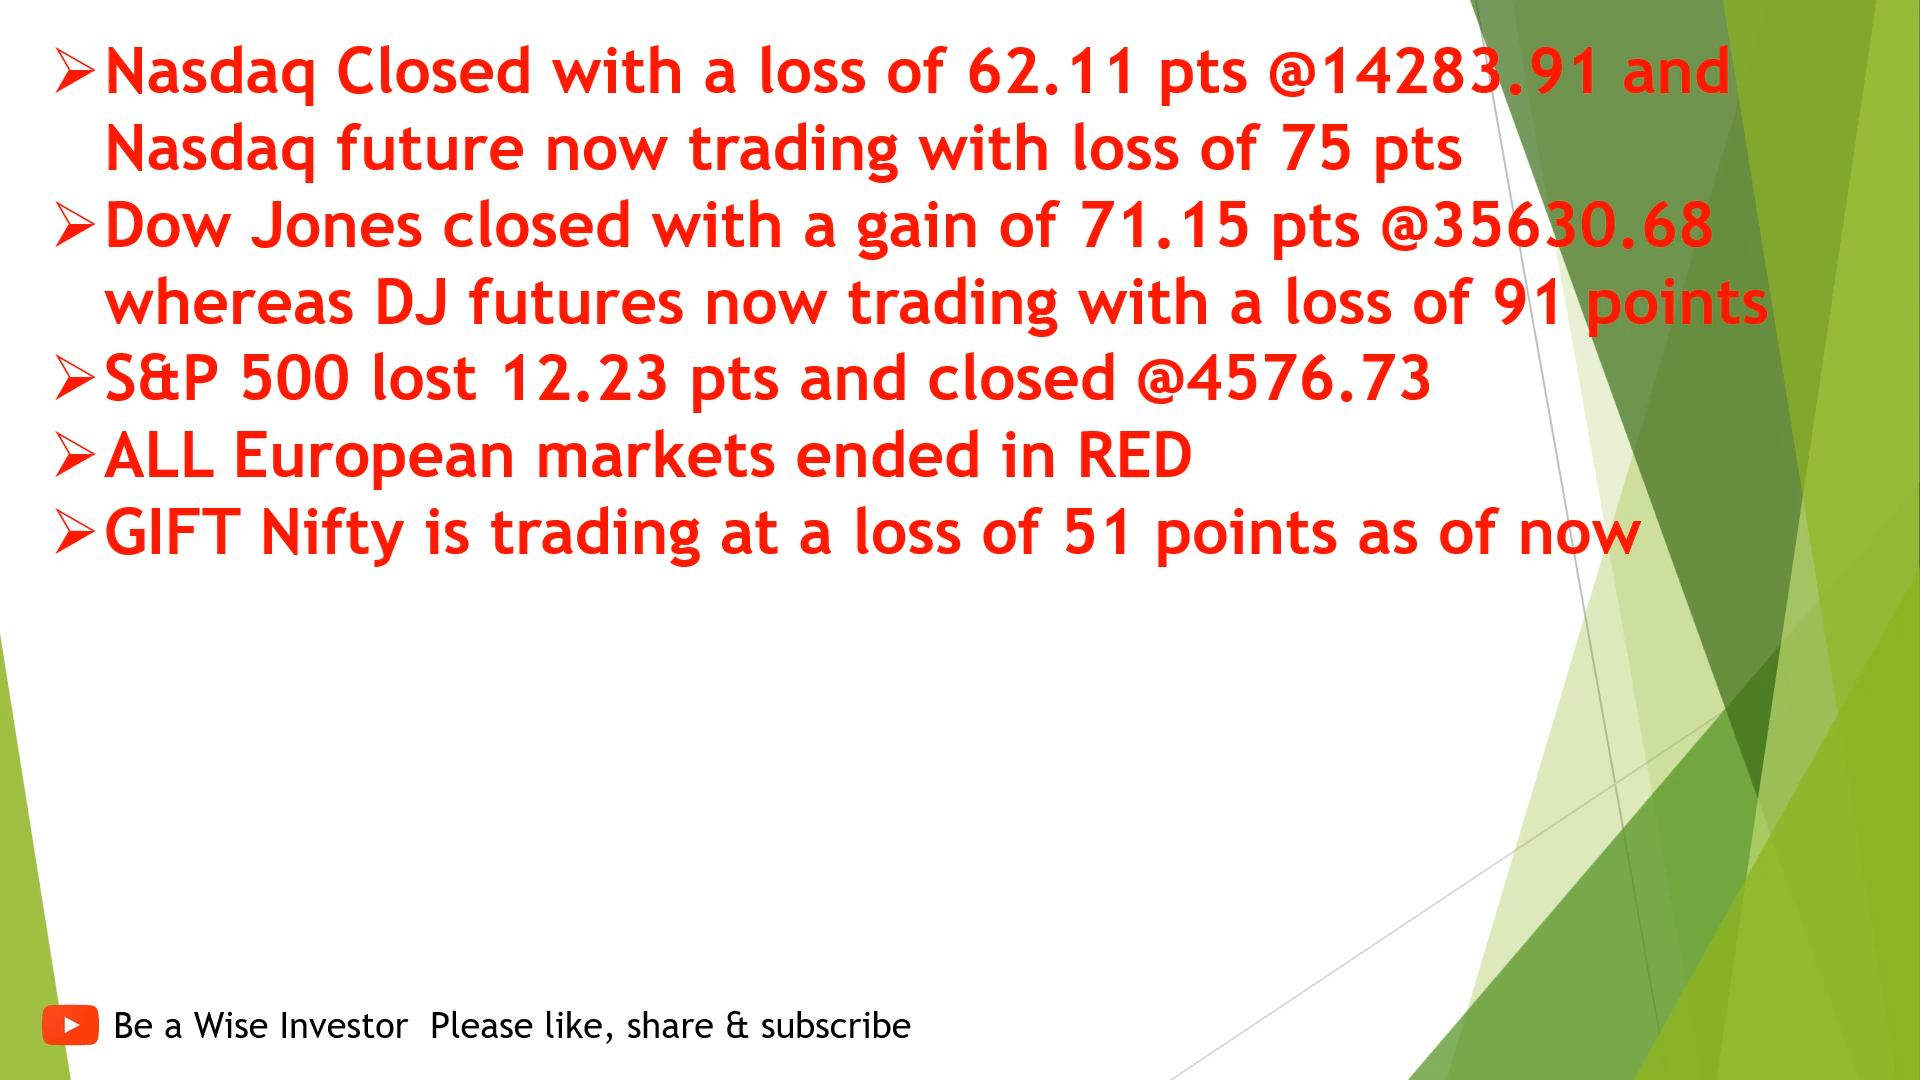 ➢Nasdaq Closed with a loss of 62.11 pts @14283.91 and
Nasdaq future now trading with loss of 75 pts
➢Dow Jones closed with a gain of 71.15 pts @35630.68
whereas DJ futures now trading with a loss of 91 points
➢S&P 500 lost 12.23 pts and closed @4576.73
➢ALL European markets ended in RED
➢GIFT Nifty is trading at a loss of 51 points as of now
Be a Wise Investor  Please like, share & subscribe